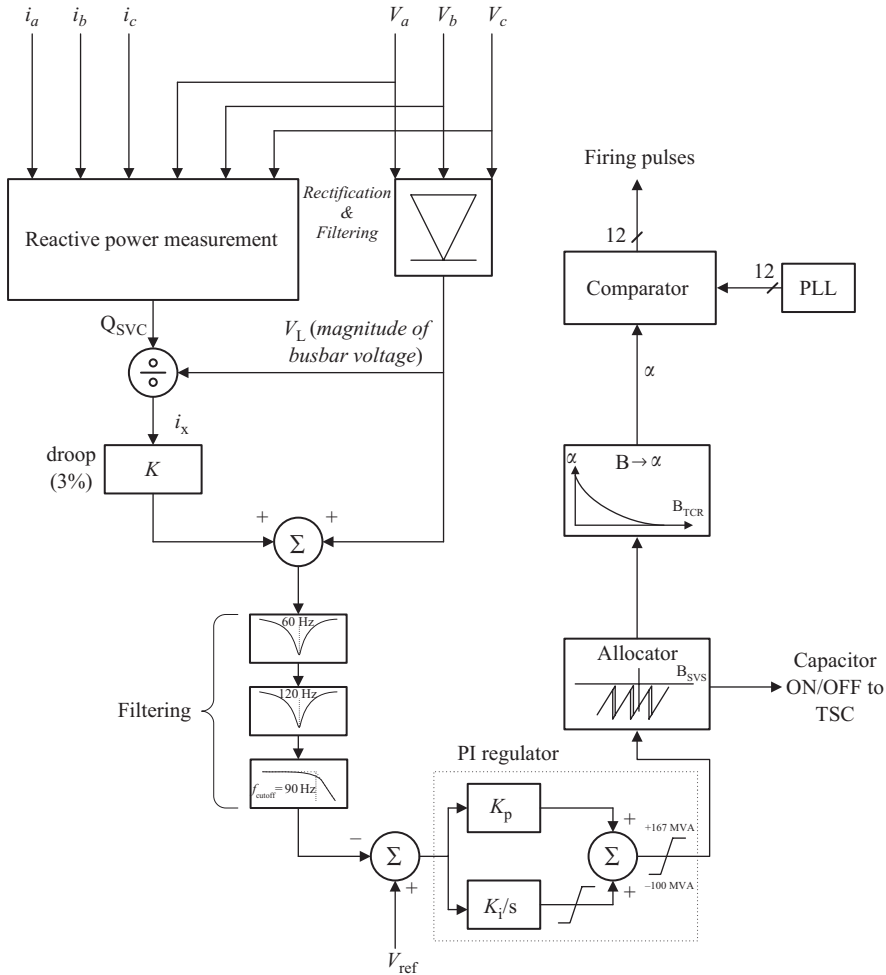 i_a i_b i_c V_a V_b V_c
Reactive power measurement
Rectification
&
Filtering
Q_SVC
V_L (magnitude of
busbar voltage)
÷
i_x
droop
(3%)
K
+ +
Σ
Filtering
60 Hz
120 Hz
f_cutoff = 90 Hz
− +
Σ
V_ref
PI regulator
K_p
K_i/s
+
Σ
+
+167 MVA
−100 MVA
Allocator
B_SVS
Capacitor
ON/OFF to
TSC
B → α
α
B_TCR
α
Comparator
12
PLL
12
Firing pulses